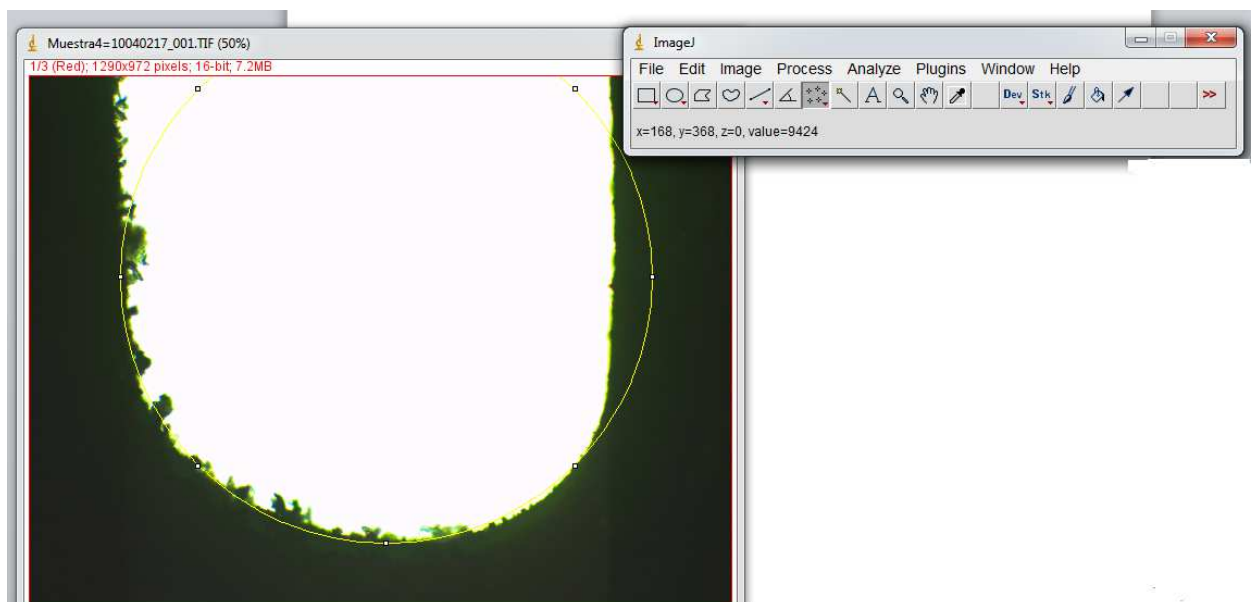 Muestra4=10040217_001.TIF (50%)
1/3 (Red); 1290x972 pixels; 16-bit; 7.2MB
ImageJ
File Edit Image Process Analyze Plugins Window Help
A Dev Stk >>
x=168, y=368, z=0, value=9424